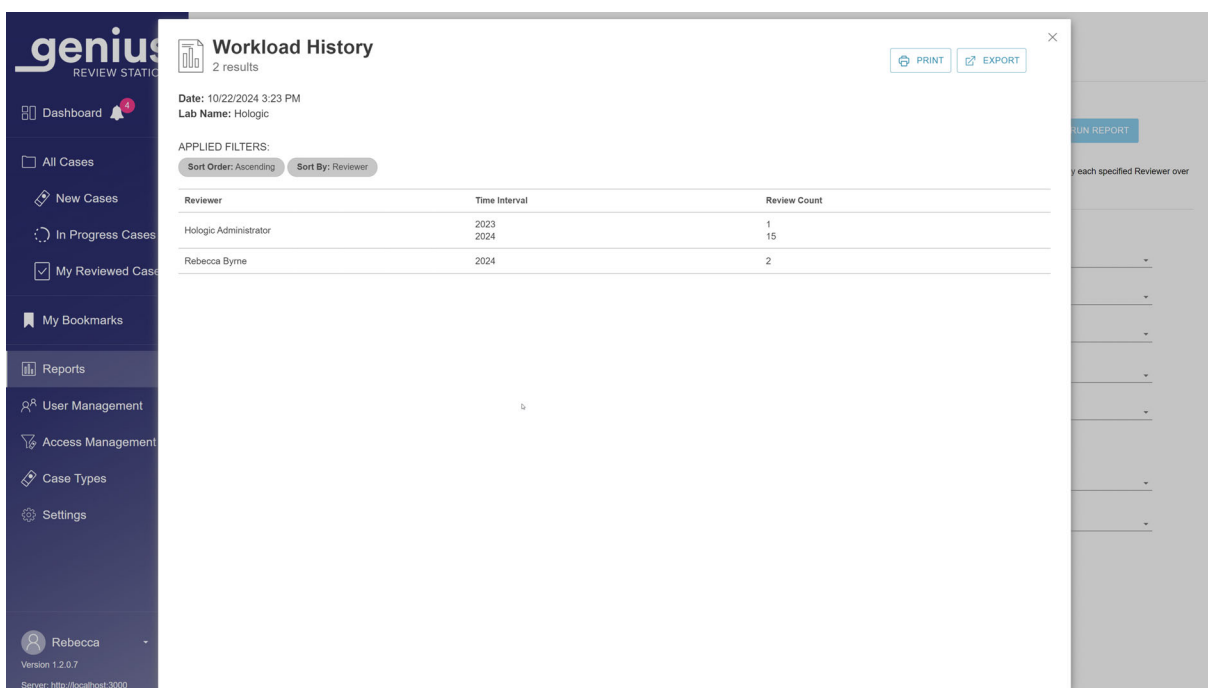 genius
REVIEW STATIO
Dashboard
4
All Cases
New Cases
In Progress Cases
My Reviewed Case
My Bookmarks
Reports
User Management
Access Management
Case Types
Settings
Rebecca
Version 1.2.0.7
Server: http://localhost:3000
Workload History
2 results
PRINT
EXPORT
Date: 10/22/2024 3:23 PM
Lab Name: Hologic
APPLIED FILTERS:
Sort Order: Ascending Sort By: Reviewer
Reviewer Time Interval Review Count
Hologic Administrator
2023 1
2024 15
Rebecca Byrne 2024 2
RUN REPORT
y each specified Reviewer over